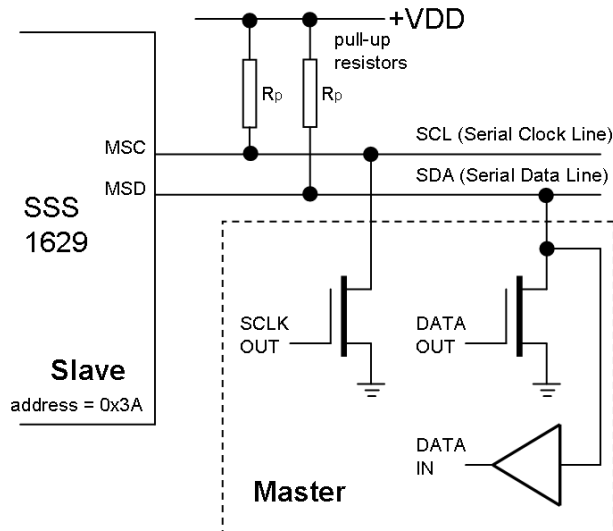 +VDD
pull-up
resistors
Rp
Rp
SCL (Serial Clock Line)
MSC
SDA (Serial Data Line)
MSD
SSS
1629
SCLK
OUT
DATA
OUT
Slave
address = 0x3A
DATA
IN
Master